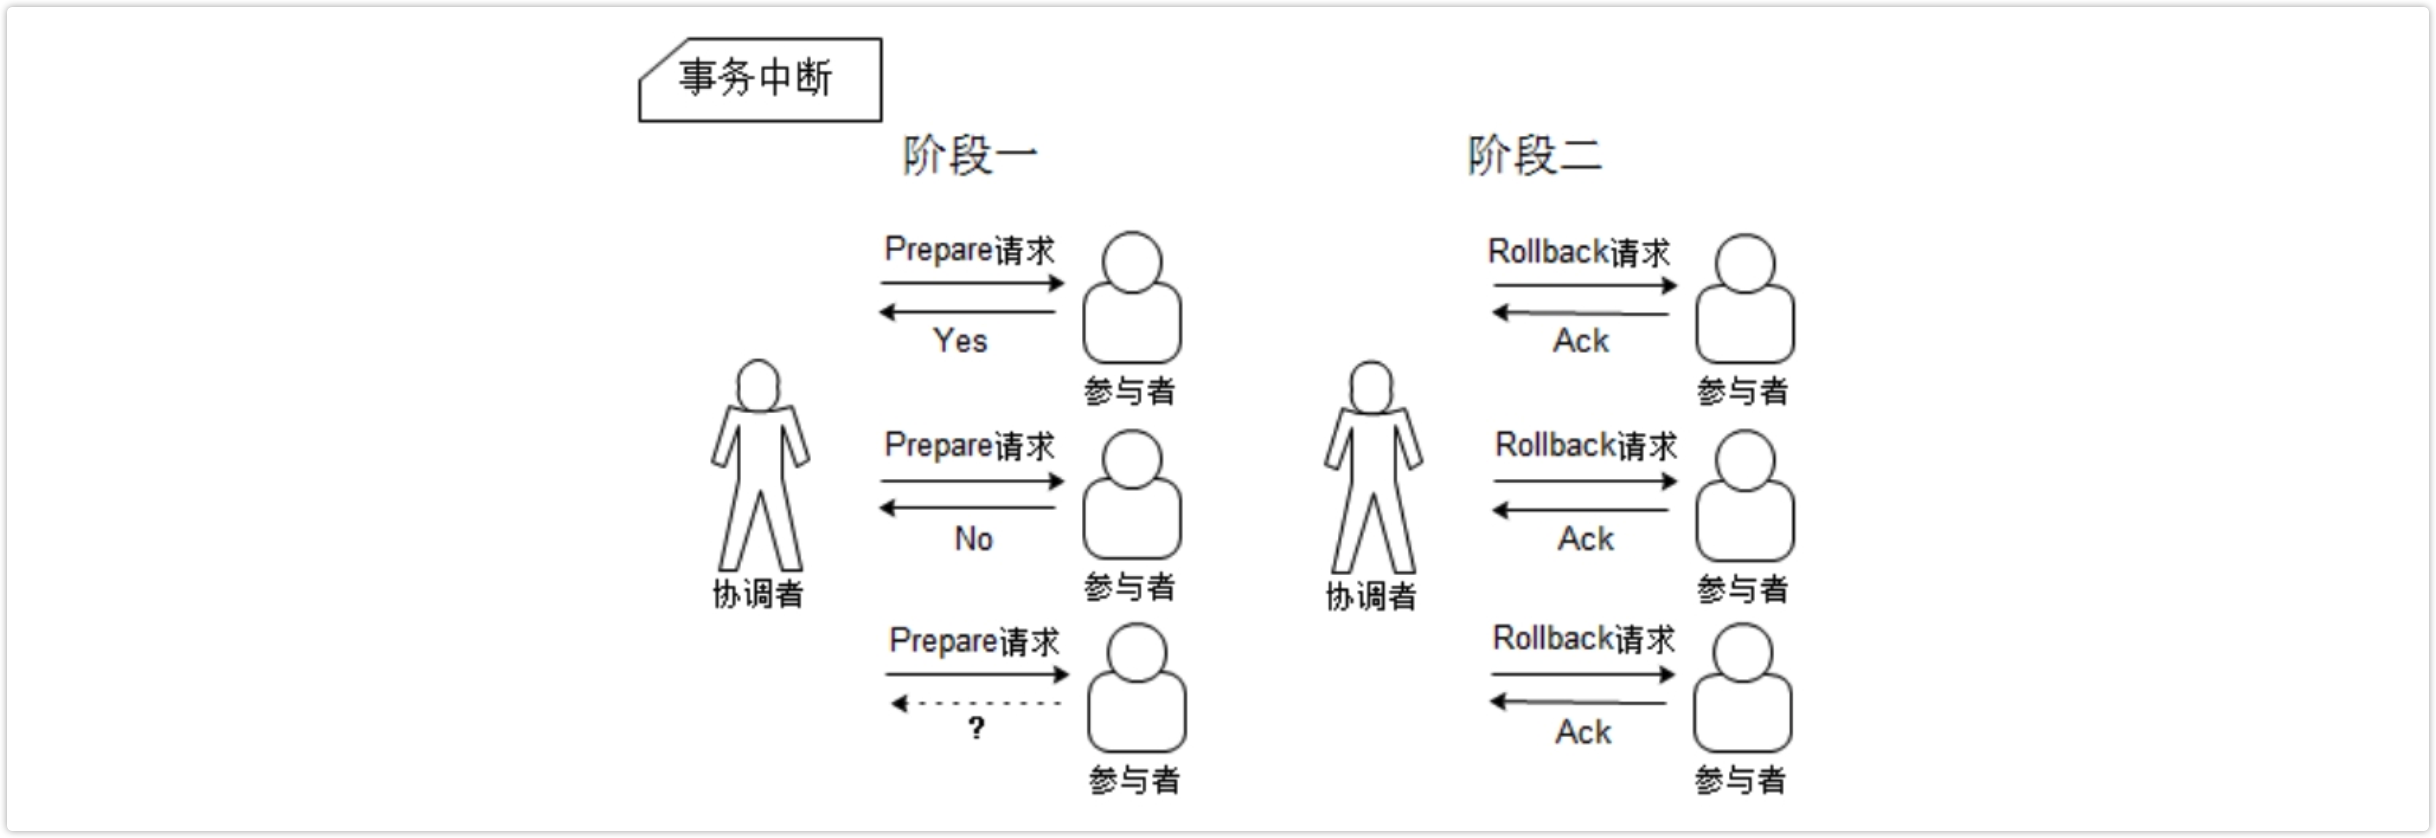 事务中断
阶段一
Prepare请求
Yes
参与者
Prepare请求
No
参与者
协调者
Prepare请求
?
参与者
阶段二
Rollback请求
Ack
参与者
Rollback请求
Ack
参与者
协调者
Rollback请求
Ack
参与者